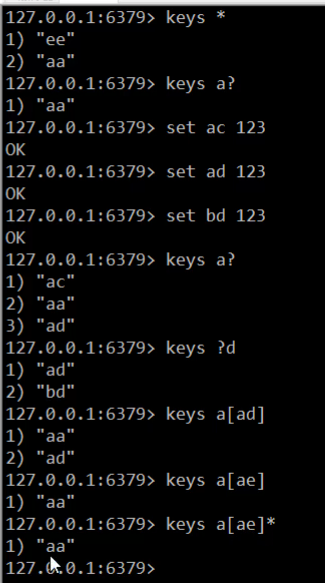 127.0.0.1:6379> keys *
1) "ee"
2) "aa"
127.0.0.1:6379> keys a?
1) "aa"
127.0.0.1:6379> set ac 123
OK
127.0.0.1:6379> set ad 123
OK
127.0.0.1:6379> set bd 123
OK
127.0.0.1:6379> keys a?
1) "ac"
2) "aa"
3) "ad"
127.0.0.1:6379> keys ?d
1) "ad"
2) "bd"
127.0.0.1:6379> keys a[ad]
1) "aa"
2) "ad"
127.0.0.1:6379> keys a[ae]
1) "aa"
127.0.0.1:6379> keys a[ae]*
1) "aa"
127.0.0.1:6379>